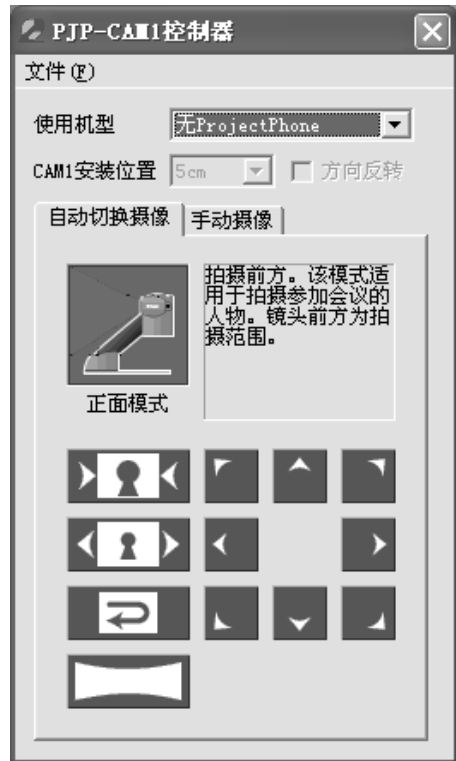 PJP-CAM1控制器
文件(F)
使用机型 无ProjectPhone
CAM1安装位置 5cm 方向反转
自动切换摄像 手动摄像
拍摄前方。该模式适
用于拍摄参加会议的
人物。镜头前方为拍
摄范围。
正面模式